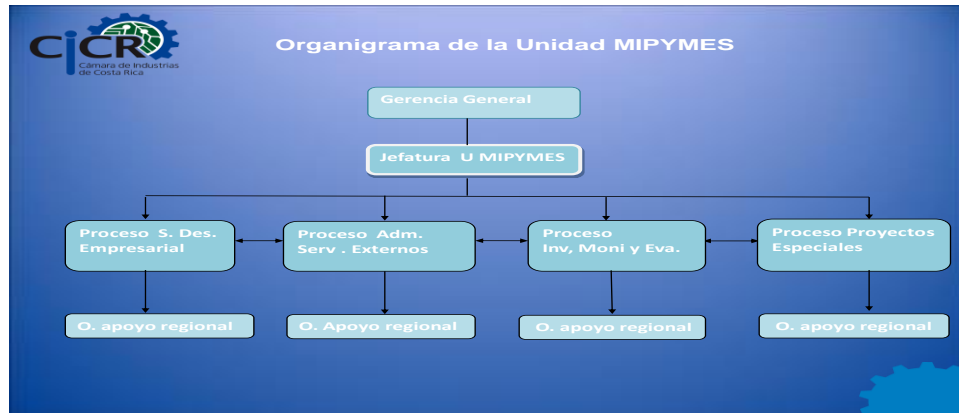 CiCR
Cámara de Industrias
de Costa Rica
Organigrama de la Unidad MIPYMES
Gerencia General
Jefatura U MIPYMES
Proceso S. Des.
Empresarial
Proceso Adm.
Serv . Externos
Proceso
Inv, Moni y Eva.
Proceso Proyectos
Especiales
O. apoyo regional
O. Apoyo regional
O. apoyo regional
O. apoyo regional